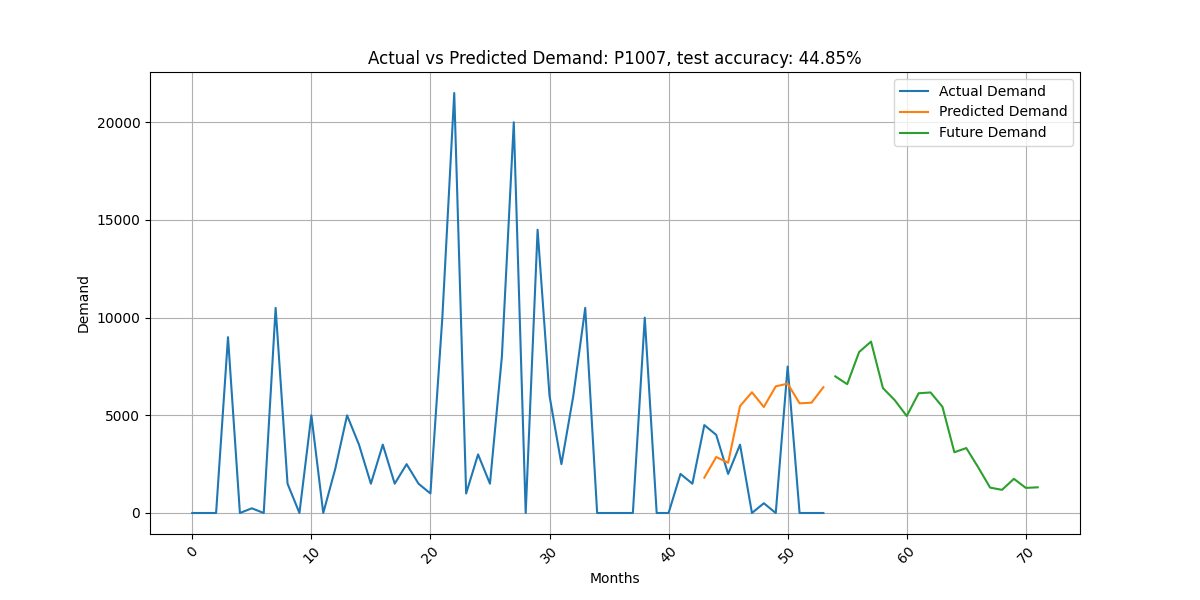 Actual vs Predicted Demand: P1007, test accuracy: 44.85%
Actual Demand
Predicted Demand
Future Demand
20000
15000
10000
5000
0
Demand
0 10 20 30 40 50 60 70
Months